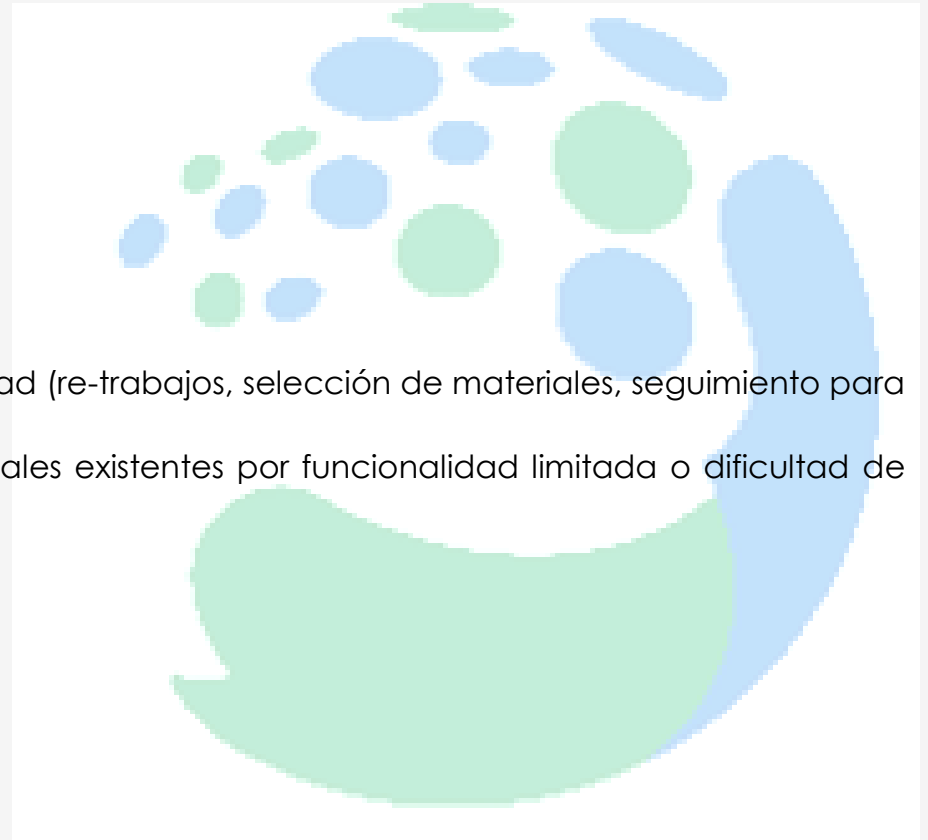 ad (re-trabajos, selección de materiales, seguimiento para
ales existentes por funcionalidad limitada o dificultad de